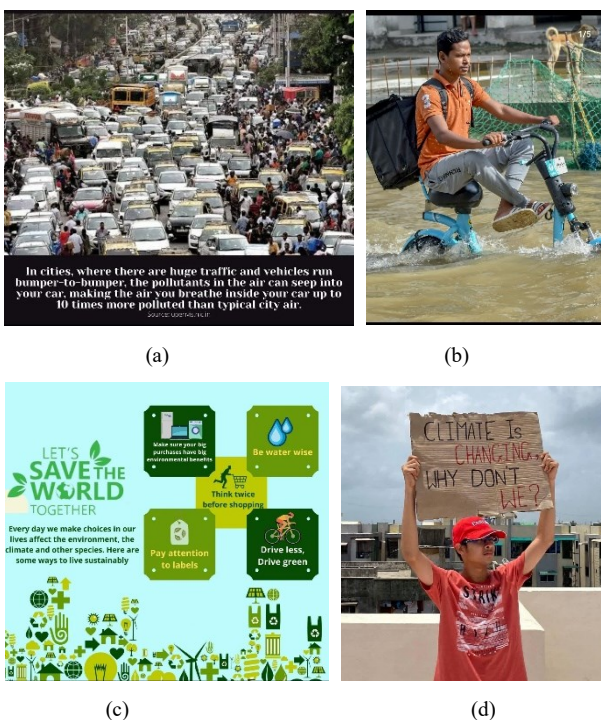 In cities, where there are huge traffic and vehicles run
bumper-to-bumper, the pollutants in the air can seep into
your car, making the air you breathe inside your car up to
10 times more polluted than typical city air.
(a)
1/5
(b)
LET'S
SAVE THE
WORLD
TOGETHER
Every day we make choices in our
lives affect the environment, the
climate and other species. Here are
some ways to live sustainably
Make sure your big
purchases have big
environmental benefits
Be water wise
Think twice
before shopping
Pay attention
to labels
Drive less,
Drive green
(c)
CLIMATE IS
CHANGING,
WHY DON'T
WE?
(d)